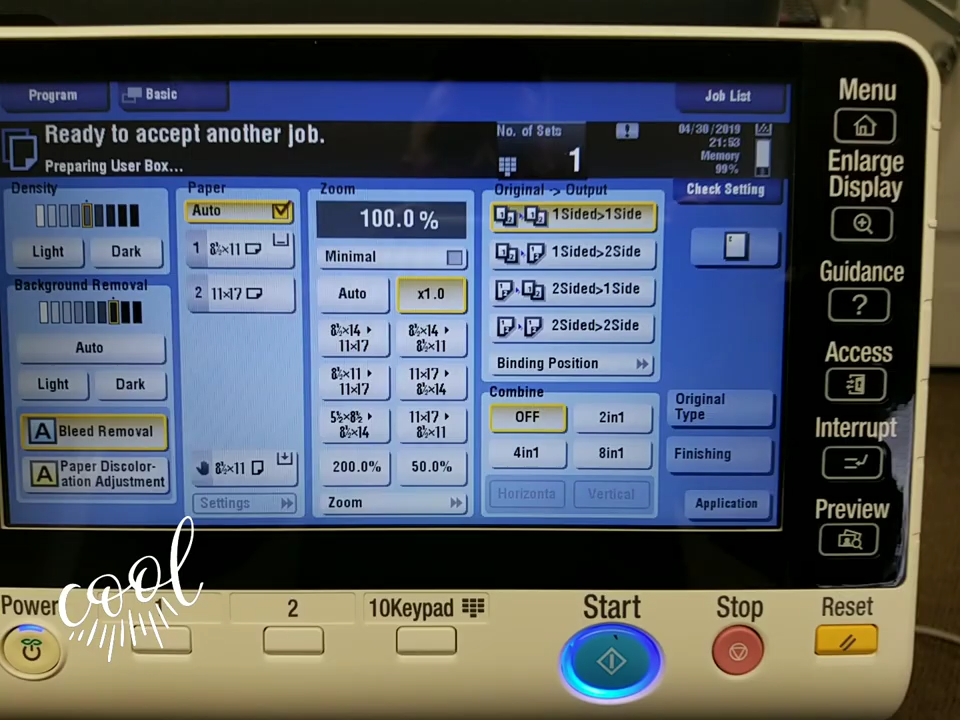 Program
Basic
Job List
Ready to accept another job.
Preparing User Box...
No. of Sets
1
04/30/2019
21:53
Memory
99%
Check Setting
Density
Light
Dark
Background Removal
Auto
Light
Dark
A Bleed Removal
A Paper Discolor-
ation Adjustment
Paper
Auto
1 8½×11
2 11×17
8½×11
Settings
Zoom
100.0%
Minimal
Auto
x1.0
8½×14
11×17
8½×14
8½×11
8½×11
11×17
11×17
8½×14
5½×8½
8½×14
11×17
8½×11
200.0%
50.0%
Zoom
Original -> Output
1Sided>1Side
1Sided>2Side
2Sided>1Side
2Sided>2Side
Binding Position
Combine
OFF
2in1
4in1
8in1
Horizonta
Vertical
Original
Type
Finishing
Application
Menu
Enlarge
Display
Guidance
?
Access
Interrupt
Preview
cool
Power
1
2
10Keypad
Start
Stop
Reset